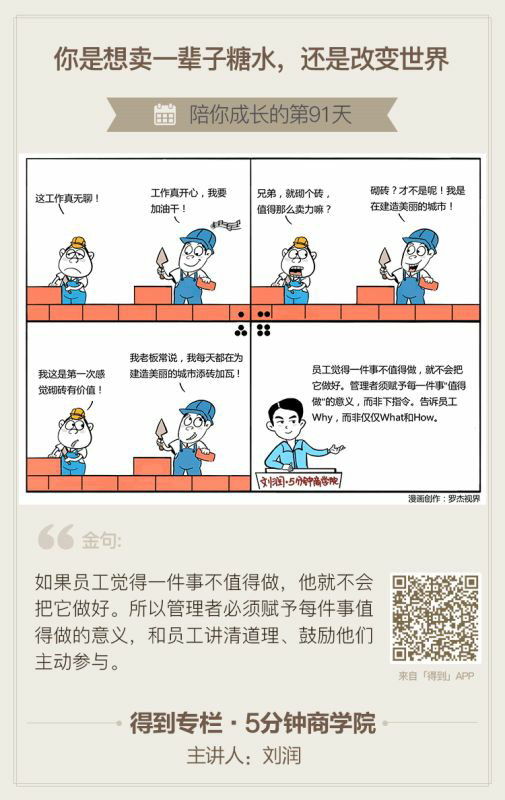 你是想卖一辈子糖水，还是改变世界
陪你成长的第91天
这工作真无聊！
工作真开心，我要
加油干！
兄弟，就砌个砖，
值得那么卖力嘛？
砌砖？才不是呢！我是
在建造美丽的城市！
我这是第一次感
觉砌砖有价值！
我老板常说，我每天都在为
建造美丽的城市添砖加瓦！
员工觉得一件事不值得做，就不会把
它做好。管理者须赋予每一件事“值得
做”的意义，而非下指令。告诉员工
Why，而非仅仅What和How。
刘润·5分钟商学院
漫画创作：罗杰视界
金句:
如果员工觉得一件事不值得做，他就不会
把它做好。所以管理者必须赋予每件事值
得做的意义，和员工讲清道理、鼓励他们
主动参与。
来自「得到」APP
得到专栏·5分钟商学院
主讲人：刘润